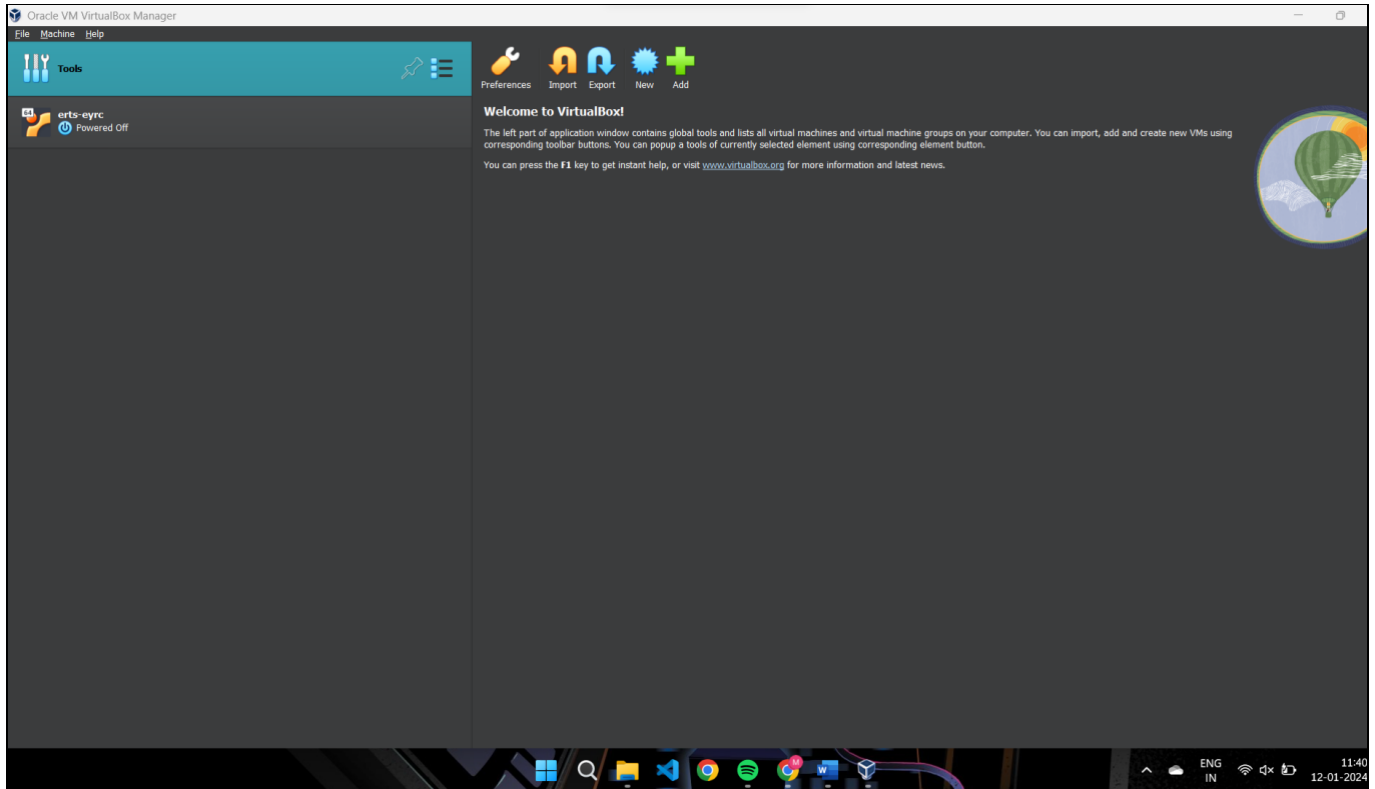 Oracle VM VirtualBox Manager
File Machine Help
Tools
Preferences Import Export New Add
64
erts-eyrc
Powered Off
Welcome to VirtualBox!
The left part of application window contains global tools and lists all virtual machines and virtual machine groups on your computer. You can import, add and create new VMs using
corresponding toolbar buttons. You can popup a tools of currently selected element using corresponding element button.
You can press the F1 key to get instant help, or visit www.virtualbox.org for more information and latest news.
M
W
ENG
IN
11:40
12-01-2024